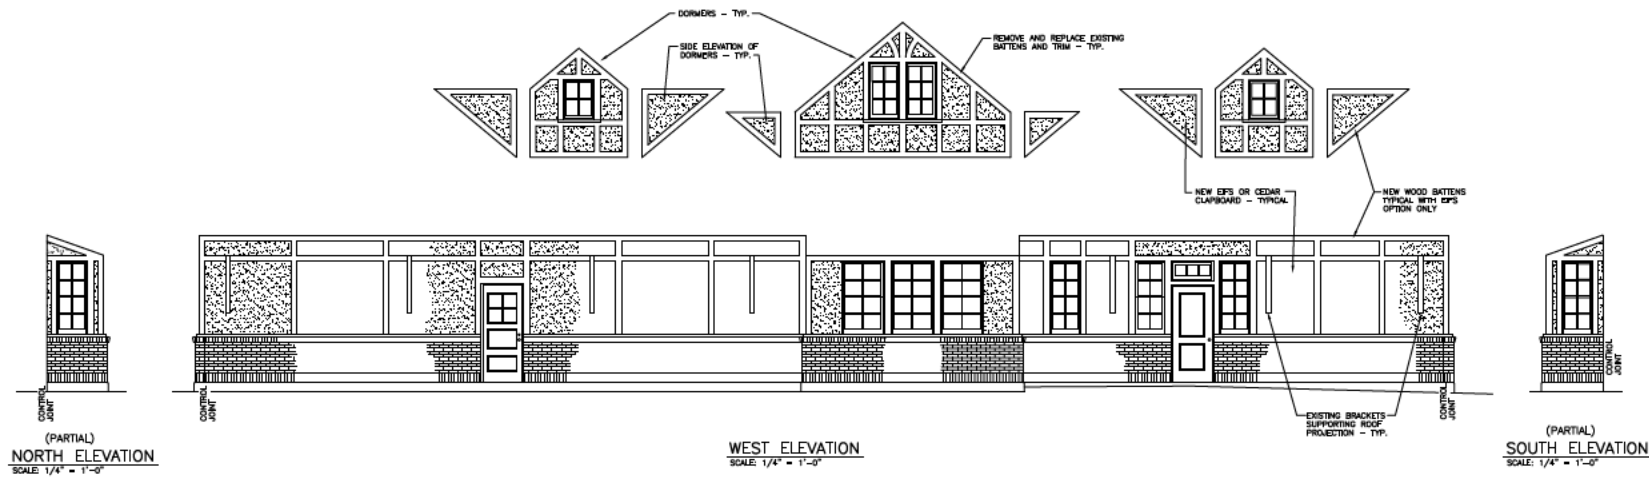 DORMERS - TYP.
SIDE ELEVATION OF
DORMERS - TYP.
REMOVE AND REPLACE EXISTING
BATTENS AND TRIM - TYP.
NEW EIFS OR CEDAR
CLAPBOARD - TYPICAL
NEW WOOD BATTENS
TYPICAL WITH EIFS
OPTION ONLY
CONTROL
JOINT
CONTROL
JOINT
EXISTING BRACKETS
SUPPORTING ROOF
PROJECTION - TYP.
CONTROL
JOINT
CONTROL
JOINT
(PARTIAL)
NORTH ELEVATION
SCALE: 1/4" = 1'-0"
WEST ELEVATION
SCALE: 1/4" = 1'-0"
(PARTIAL)
SOUTH ELEVATION
SCALE: 1/4" = 1'-0"